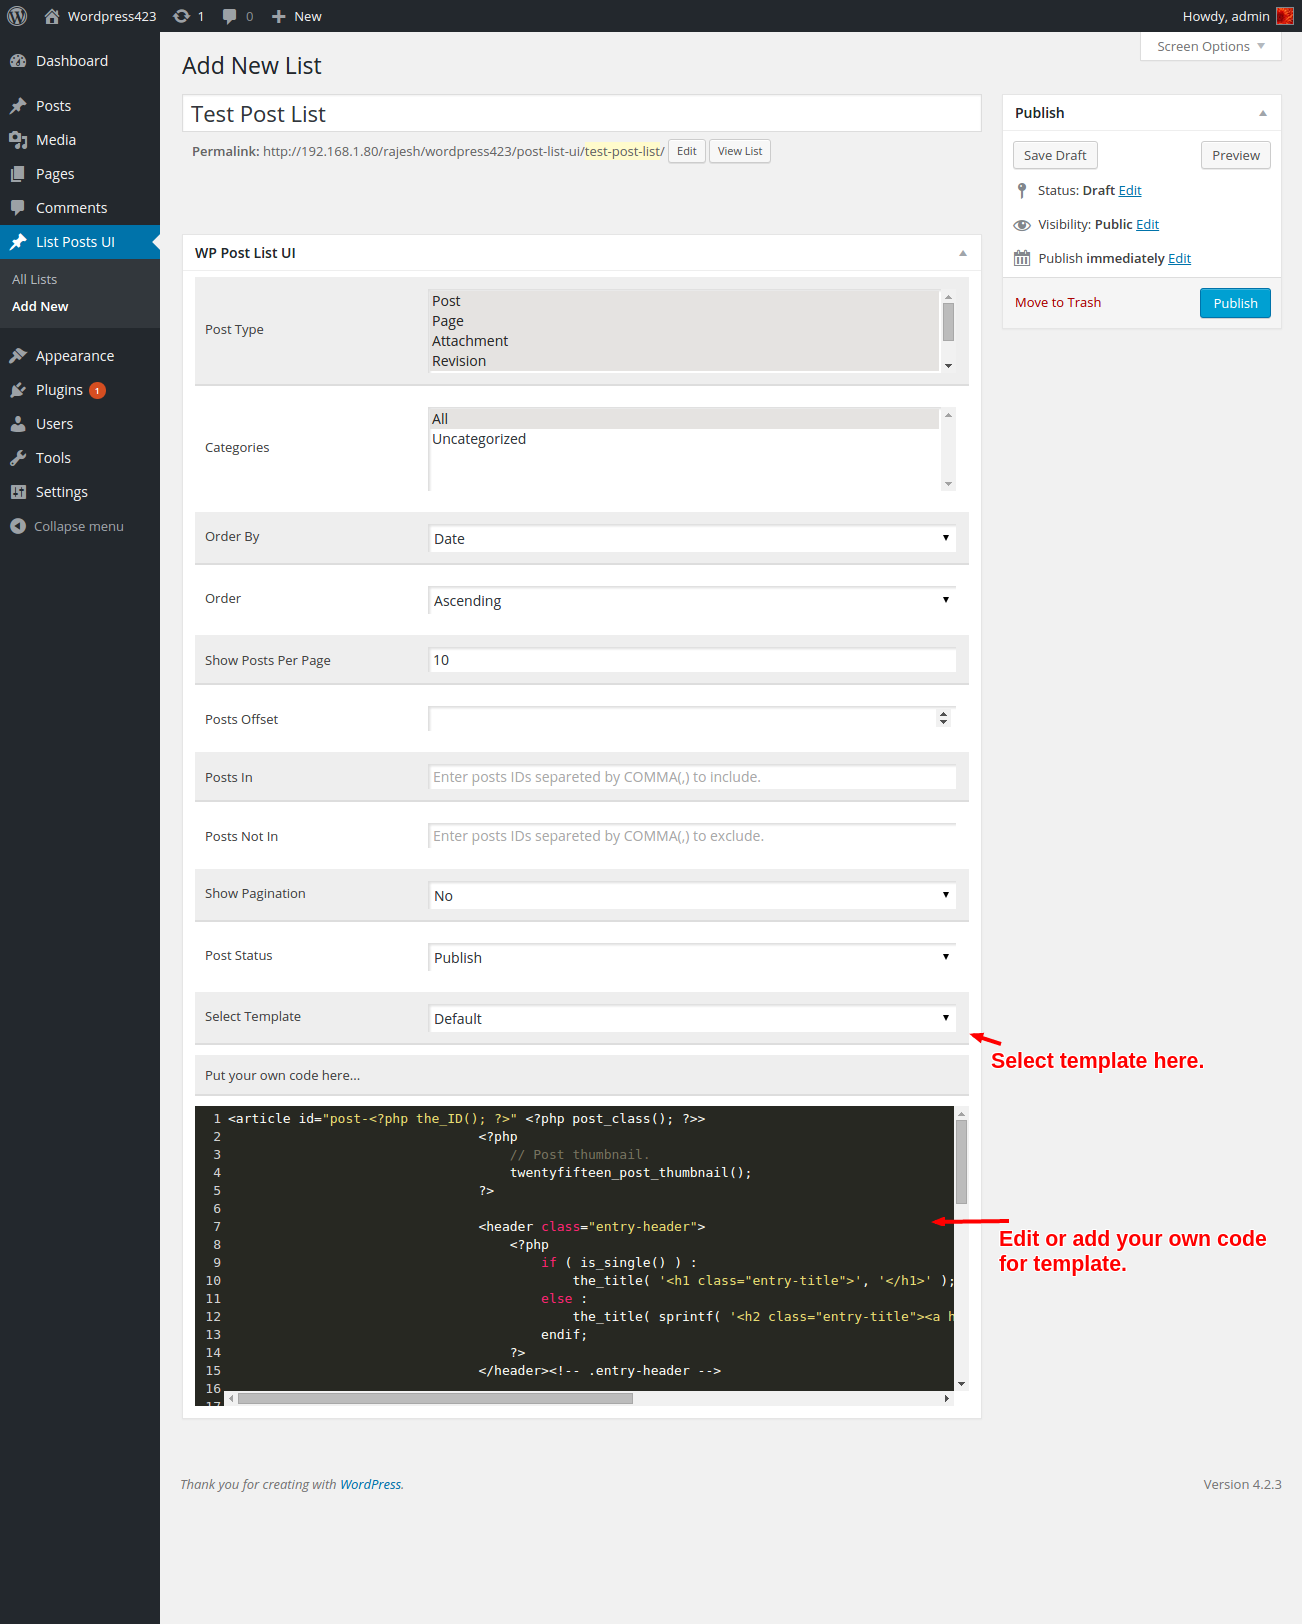 Wordpress423 1 0 New Howdy, admin
Screen Options
Dashboard
Posts
Media
Pages
Comments
List Posts UI
All Lists
Add New
Appearance
Plugins 1
Users
Tools
Settings
Collapse menu
Add New List
Test Post List
Permalink: http://192.168.1.80/rajesh/wordpress423/post-list-ui/test-post-list/ Edit View List
WP Post List UI
Post Type
Post
Page
Attachment
Revision
Categories
All
Uncategorized
Order By Date
Order Ascending
Show Posts Per Page 10
Posts Offset
Posts In Enter posts IDs separeted by COMMA(,) to include.
Posts Not In Enter posts IDs separeted by COMMA(,) to exclude.
Show Pagination No
Post Status Publish
Select Template Default
Put your own code here...
1 <article id="post-<?php the_ID(); ?>" <?php post_class(); ?>>
2 <?php
3 // Post thumbnail.
4 twentyfifteen_post_thumbnail();
5 ?>
6
7 <header class="entry-header">
8 <?php
9 if ( is_single() ) :
10 the_title( '<h1 class="entry-title">', '</h1>' );
11 else :
12 the_title( sprintf( '<h2 class="entry-title"><a h
13 endif;
14 ?>
15 </header><!-- .entry-header -->
16
17
Publish
Save Draft Preview
Status: Draft Edit
Visibility: Public Edit
Publish immediately Edit
Move to Trash Publish
Select template here.
Edit or add your own code
for template.
Thank you for creating with WordPress. Version 4.2.3